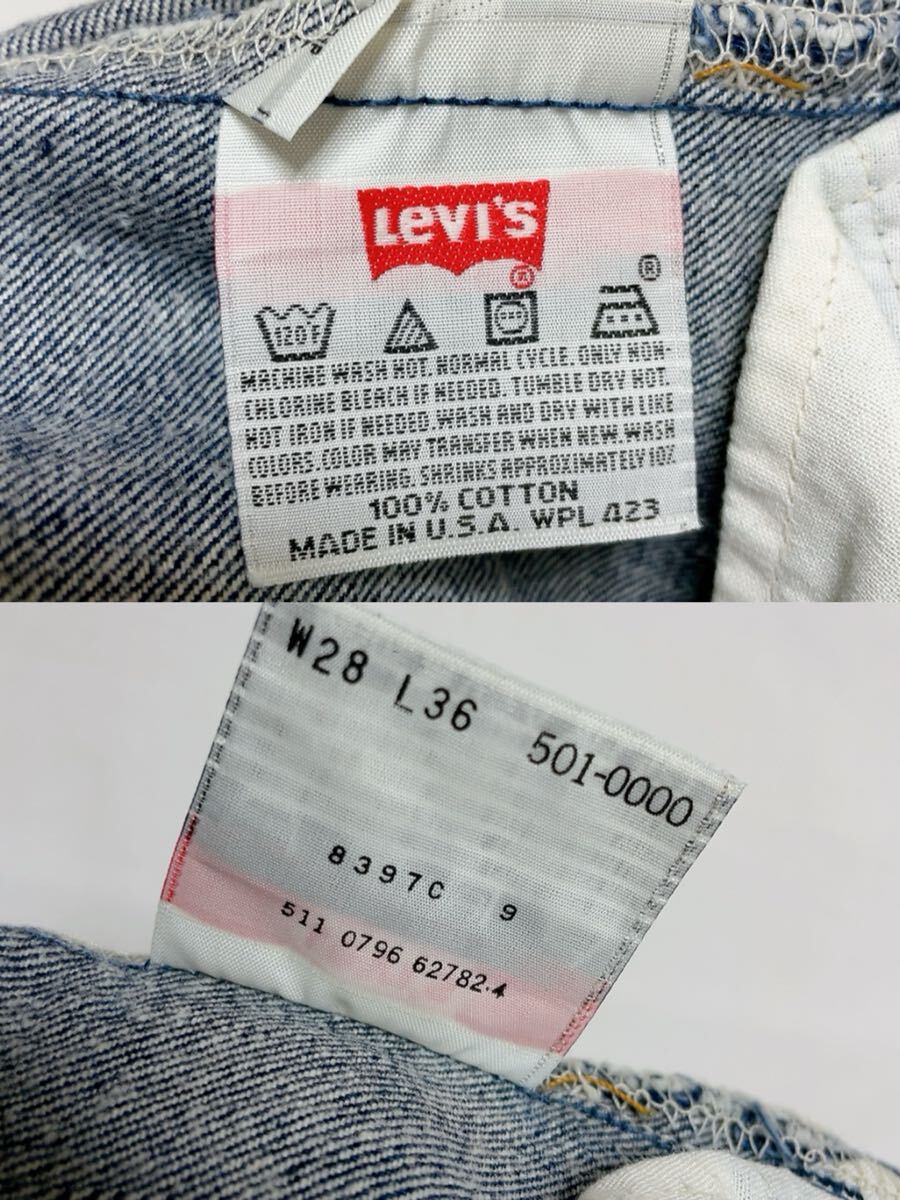 LEVI'S
®
®
120F
MACHINE WASH HOT. NORMAL CYCLE. ONLY NON-
CHLORINE BLEACH IF NEEDED. TUMBLE DRY HOT.
HOT IRON IF NEEDED. WASH AND DRY WITH LIKE
COLORS. COLOR MAY TRANSFER WHEN NEW. WASH
BEFORE WEARING. SHRINKS APPROXIMATELY 10%
100% COTTON
MADE IN U.S.A. WPL 423
W28 L36 501-0000
8397C 9
511 0796 62782.4